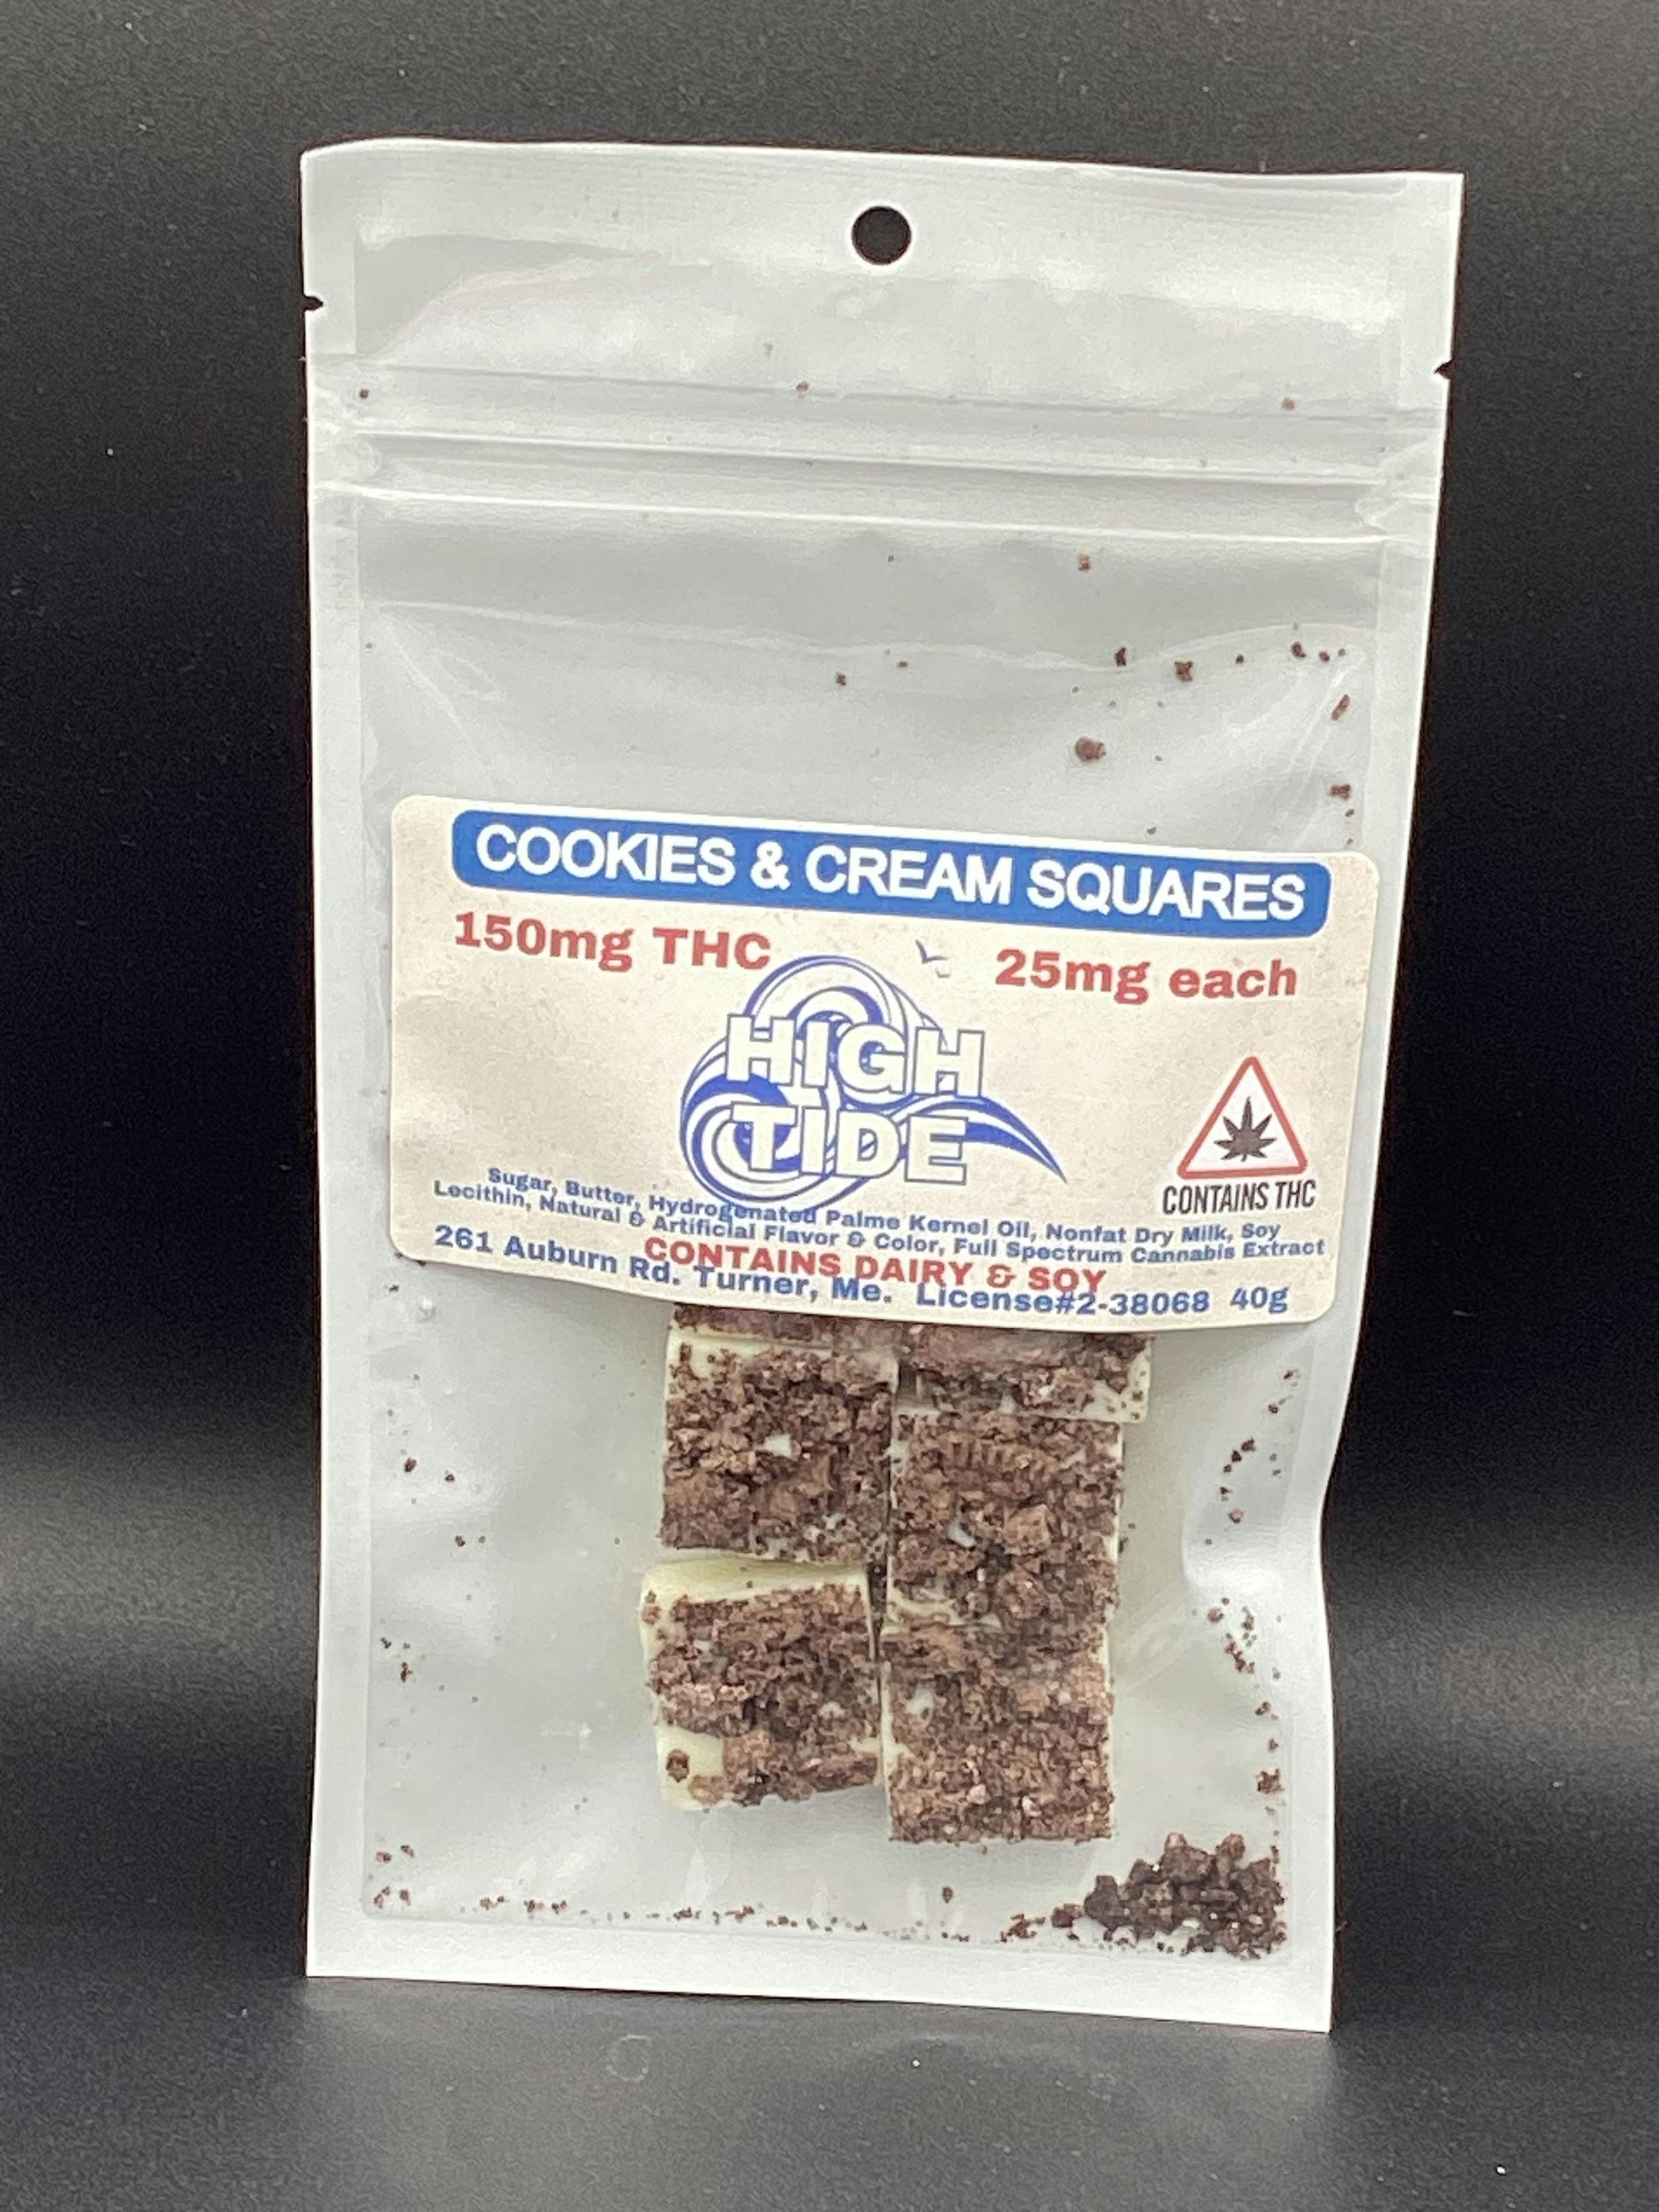 COOKIES & CREAM SQUARES
150mg THC
25mg each
HIGH
TIDE
CONTAINS THC
Sugar, Butter, Hydrogenated Palme Kernel Oil, Nonfat Dry Milk, Soy
Lecithin, Natural & Artificial Flavor & Color, Full Spectrum Cannabis Extract
CONTAINS DAIRY & SOY
261 Auburn Rd. Turner, Me. License#2-38068 40g